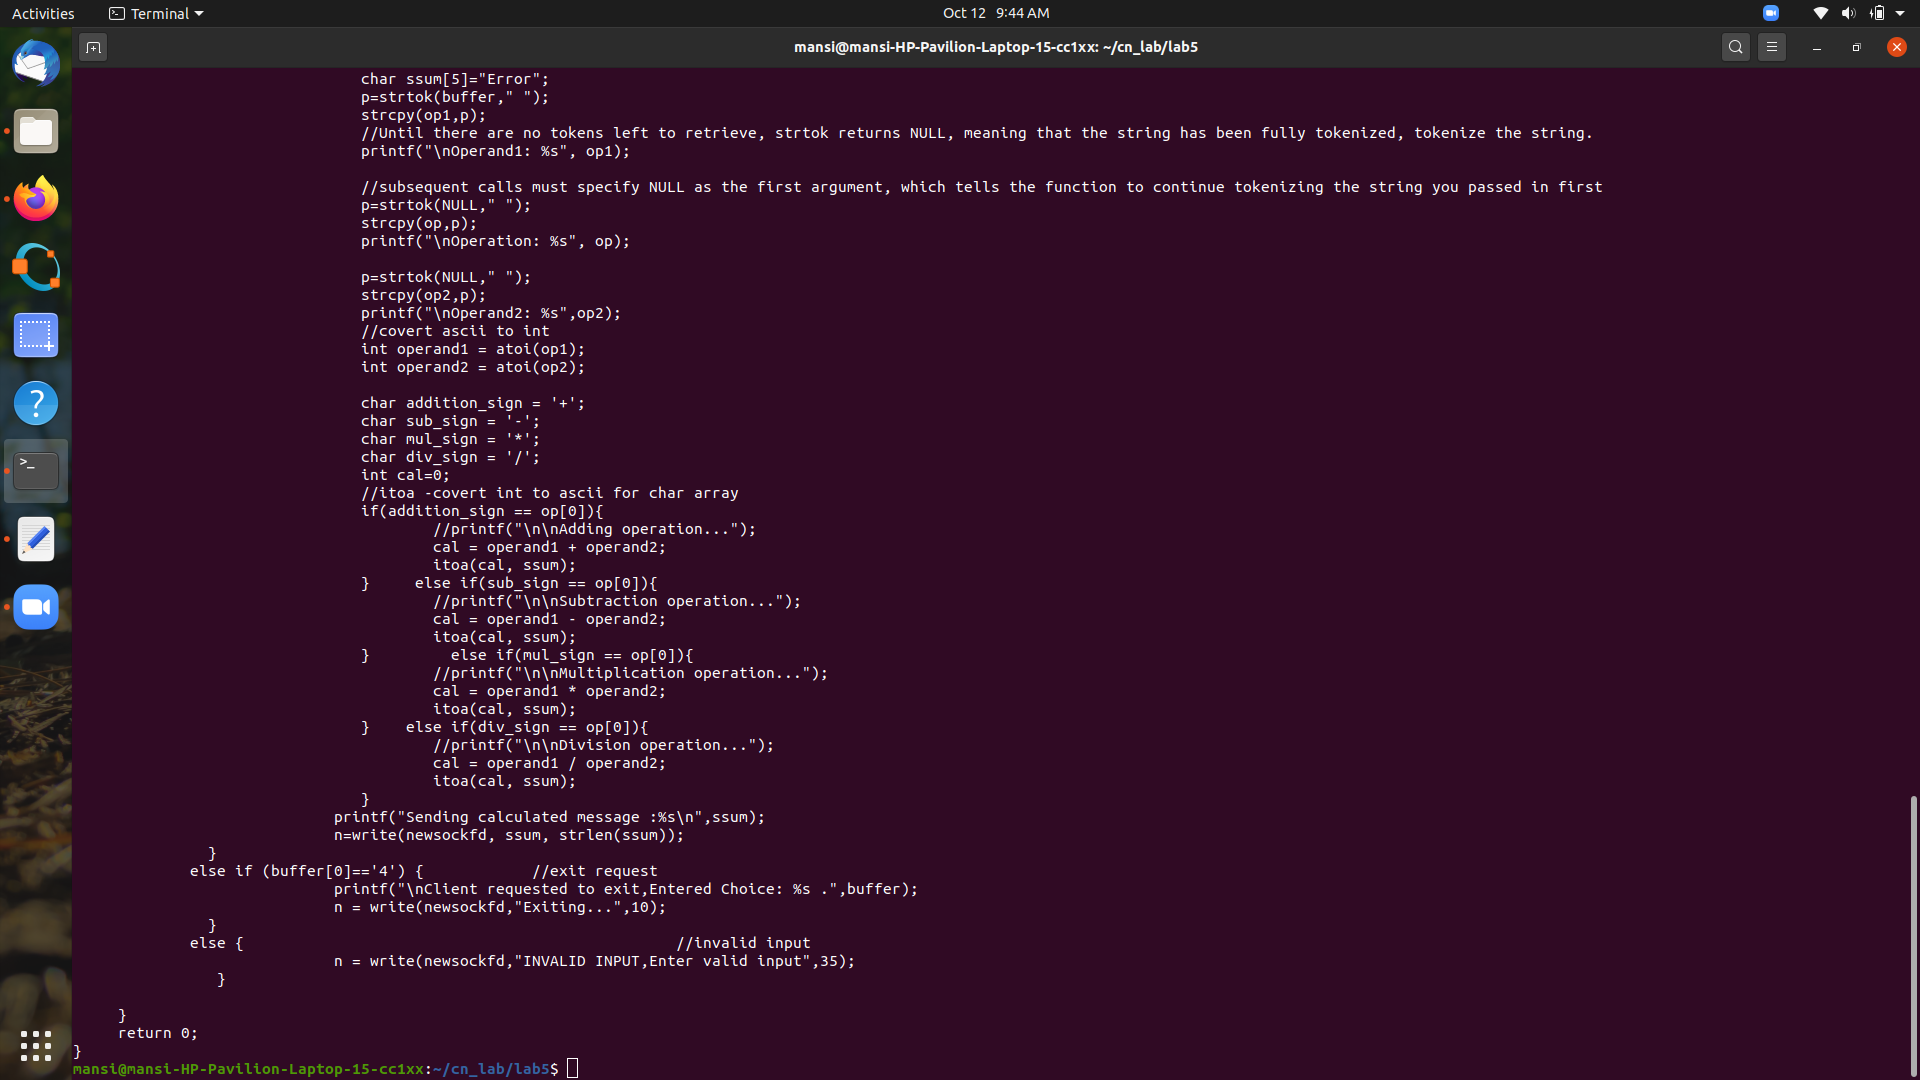 Activities Terminal Oct 12 9:44 AM
mansi@mansi-HP-Pavilion-Laptop-15-cc1xx: ~/cn_lab/lab5
char ssum[5]="Error";
p=strtok(buffer," ");
strcpy(op1,p);
//Until there are no tokens left to retrieve, strtok returns NULL, meaning that the string has been fully tokenized, tokenize the string.
printf("\nOperand1: %s", op1);
//subsequent calls must specify NULL as the first argument, which tells the function to continue tokenizing the string you passed in first
p=strtok(NULL," ");
strcpy(op,p);
printf("\nOperation: %s", op);
p=strtok(NULL," ");
strcpy(op2,p);
printf("\nOperand2: %s",op2);
//covert ascii to int
int operand1 = atoi(op1);
int operand2 = atoi(op2);
char addition_sign = '+';
char sub_sign = '-';
char mul_sign = '*';
char div_sign = '/';
int cal=0;
//itoa -covert int to ascii for char array
if(addition_sign == op[0]){
//printf("\n\nAdding operation...");
cal = operand1 + operand2;
itoa(cal, ssum);
} else if(sub_sign == op[0]){
//printf("\n\nSubtraction operation...");
cal = operand1 - operand2;
itoa(cal, ssum);
} else if(mul_sign == op[0]){
//printf("\n\nMultiplication operation...");
cal = operand1 * operand2;
itoa(cal, ssum);
} else if(div_sign == op[0]){
//printf("\n\nDivision operation...");
cal = operand1 / operand2;
itoa(cal, ssum);
}
printf("Sending calculated message :%s\n",ssum);
n=write(newsockfd, ssum, strlen(ssum));
}
else if (buffer[0]=='4') { //exit request
printf("\nClient requested to exit,Entered Choice: %s .",buffer);
n = write(newsockfd,"Exiting...",10);
}
else { //invalid input
n = write(newsockfd,"INVALID INPUT,Enter valid input",35);
}
}
return 0;
}
mansi@mansi-HP-Pavilion-Laptop-15-cc1xx:~/cn_lab/lab5$